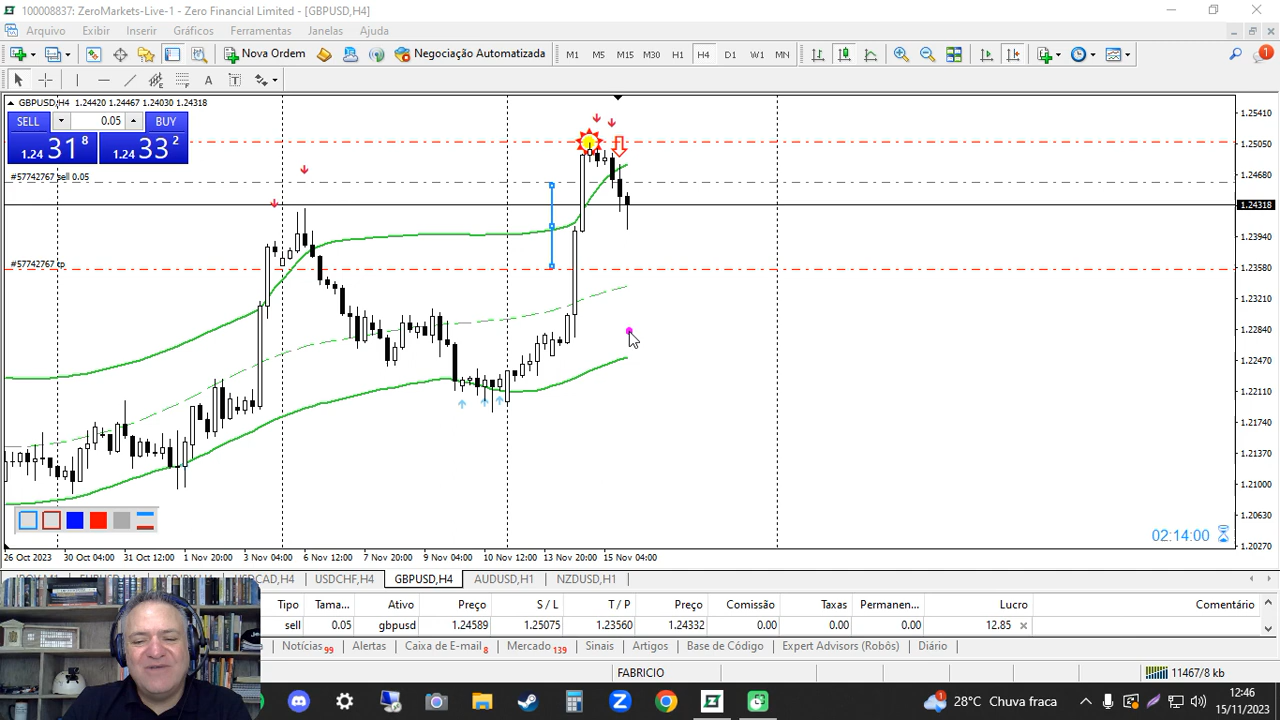 100008837: ZeroMarkets-Live-1 - Zero Financial Limited - [GBPUSD,H4]
Arquivo Exibir Inserir Gráficos Ferramentas Janelas Ajuda
Nova Ordem Negociação Automatizada M1 M5 M15 M30 H1 H4 D1 W1 MN 1
A T
GBPUSD,H4 1.24420 1.24467 1.24030 1.24318
SELL 0.05 BUY
1.24 31 8 1.24 33 2
#57742767 sell 0.05
#57742767 tp
1.25410
1.25050
1.24680
1.24318
1.23940
1.23580
1.23210
1.22840
1.22470
1.22110
1.21740
1.21370
1.21000
1.20630
1.20270
02:14:00
26 Oct 2023 30 Oct 04:00 31 Oct 12:00 1 Nov 20:00 3 Nov 04:00 6 Nov 12:00 7 Nov 20:00 9 Nov 04:00 10 Nov 12:00 13 Nov 20:00 15 Nov 04:00
USDCHF,H4 GBPUSD,H4 AUDUSD,H1 NZDUSD,H1
Tipo Tama... Ativo Preço S / L T / P Preço Comissão Taxas Permanen... Lucro Comentário
sell 0.05 gbpusd 1.24589 1.25075 1.23560 1.24332 0.00 0.00 0.00 12.85
Notícias 99 Alertas Caixa de E-mail 8 Mercado 139 Sinais Artigos Base de Código Expert Advisors (Robôs) Diário
FABRICIO 11467/8 kb
1 28°C Chuva fraca 12:46
15/11/2023